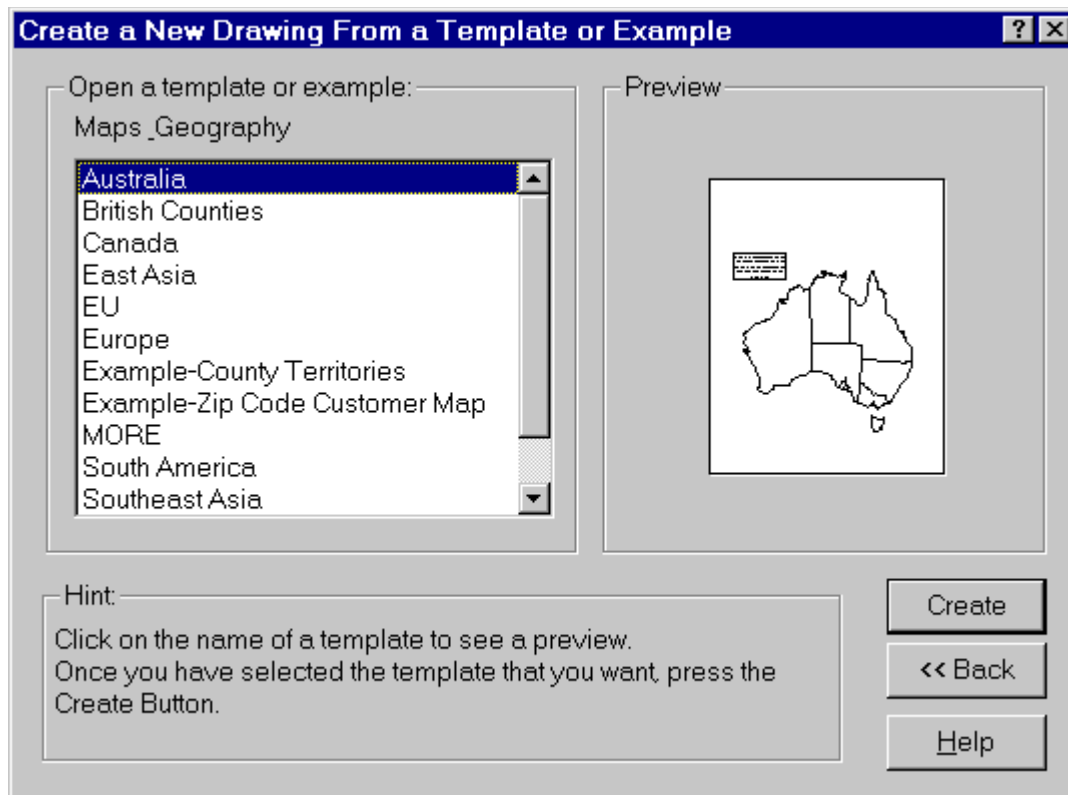 Create a New Drawing From a Template or Example
Open a template or example:
Maps_Geography
Australia
British Counties
Canada
East Asia
EU
Europe
Example-County Territories
Example-Zip Code Customer Map
MORE
South America
Southeast Asia
Preview
Hint:
Click on the name of a template to see a preview.
Once you have selected the template that you want, press the
Create Button.
Create
<< Back
Help